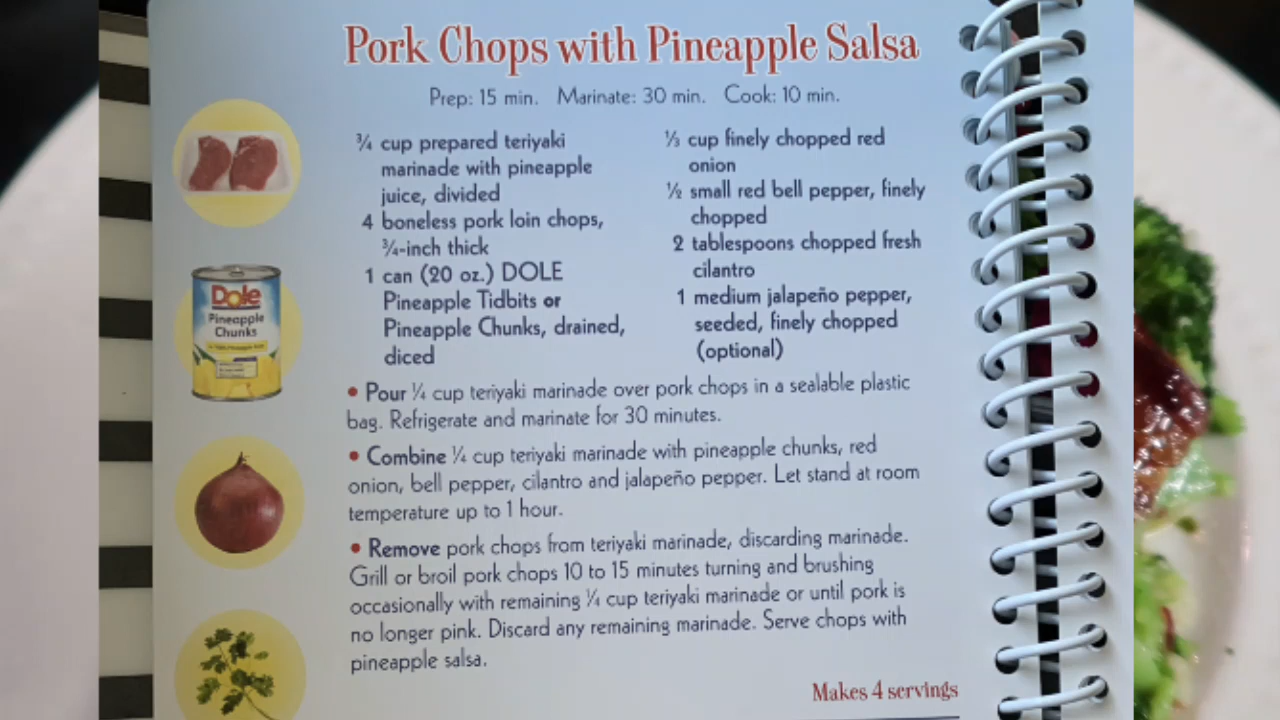 Pork Chops with Pineapple Salsa
Prep: 15 min. Marinate: 30 min. Cook: 10 min.
¾ cup prepared teriyaki
marinade with pineapple
juice, divided
4 boneless pork loin chops,
¾-inch thick
1 can (20 oz.) DOLE
Pineapple Tidbits or
Pineapple Chunks, drained,
diced
⅓ cup finely chopped red
onion
½ small red bell pepper, finely
chopped
2 tablespoons chopped fresh
cilantro
1 medium jalapeño pepper,
seeded, finely chopped
(optional)
Dole
Pineapple
Chunks
• Pour ¼ cup teriyaki marinade over pork chops in a sealable plastic
bag. Refrigerate and marinate for 30 minutes.
• Combine ¼ cup teriyaki marinade with pineapple chunks, red
onion, bell pepper, cilantro and jalapeño pepper. Let stand at room
temperature up to 1 hour.
• Remove pork chops from teriyaki marinade, discarding marinade.
Grill or broil pork chops 10 to 15 minutes turning and brushing
occasionally with remaining ¼ cup teriyaki marinade or until pork is
no longer pink. Discard any remaining marinade. Serve chops with
pineapple salsa.
Makes 4 servings